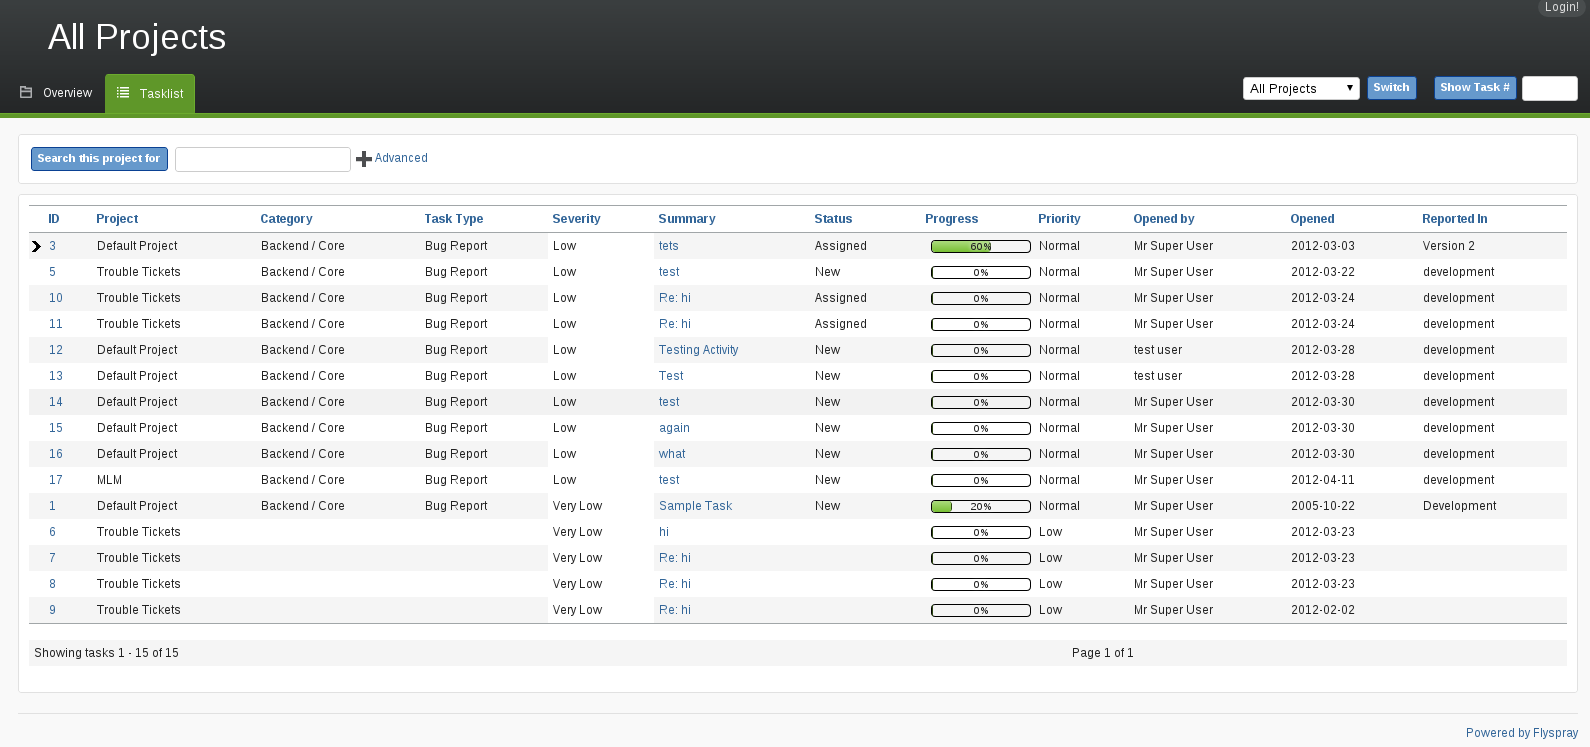 Login!
All Projects
Overview Tasklist All Projects Switch Show Task #
Search this project for Advanced
ID Project Category Task Type Severity Summary Status Progress Priority Opened by Opened Reported In
3 Default Project Backend / Core Bug Report Low tets Assigned 60% Normal Mr Super User 2012-03-03 Version 2
5 Trouble Tickets Backend / Core Bug Report Low test New 0% Normal Mr Super User 2012-03-22 development
10 Trouble Tickets Backend / Core Bug Report Low Re: hi Assigned 0% Normal Mr Super User 2012-03-24 development
11 Trouble Tickets Backend / Core Bug Report Low Re: hi Assigned 0% Normal Mr Super User 2012-03-24 development
12 Default Project Backend / Core Bug Report Low Testing Activity New 0% Normal test user 2012-03-28 development
13 Default Project Backend / Core Bug Report Low Test New 0% Normal test user 2012-03-28 development
14 Default Project Backend / Core Bug Report Low test New 0% Normal Mr Super User 2012-03-30 development
15 Default Project Backend / Core Bug Report Low again New 0% Normal Mr Super User 2012-03-30 development
16 Default Project Backend / Core Bug Report Low what New 0% Normal Mr Super User 2012-03-30 development
17 MLM Backend / Core Bug Report Low test New 0% Normal Mr Super User 2012-04-11 development
1 Default Project Backend / Core Bug Report Very Low Sample Task New 20% Normal Mr Super User 2005-10-22 Development
6 Trouble Tickets Very Low hi 0% Low Mr Super User 2012-03-23
7 Trouble Tickets Very Low Re: hi 0% Low Mr Super User 2012-03-23
8 Trouble Tickets Very Low Re: hi 0% Low Mr Super User 2012-03-23
9 Trouble Tickets Very Low Re: hi 0% Low Mr Super User 2012-02-02
Showing tasks 1 - 15 of 15 Page 1 of 1
Powered by Flyspray